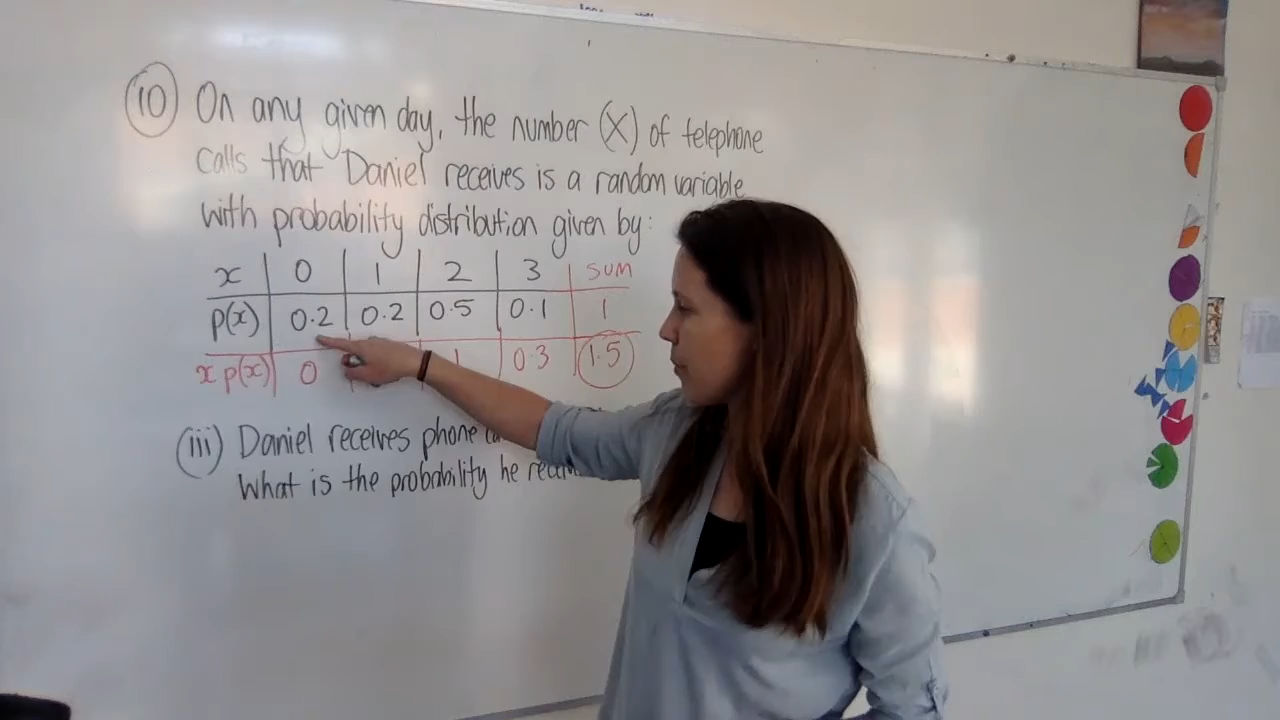 10 On any given day, the number (X) of telephone
calls that Daniel receives is a random variable
with probability distribution given by:
x 0 1 2 3 SUM
p(x) 0.2 0.2 0.5 0.1 1
x p(x) 0 1 0.3 1.5
(iii) Daniel receives phone
What is the probability he